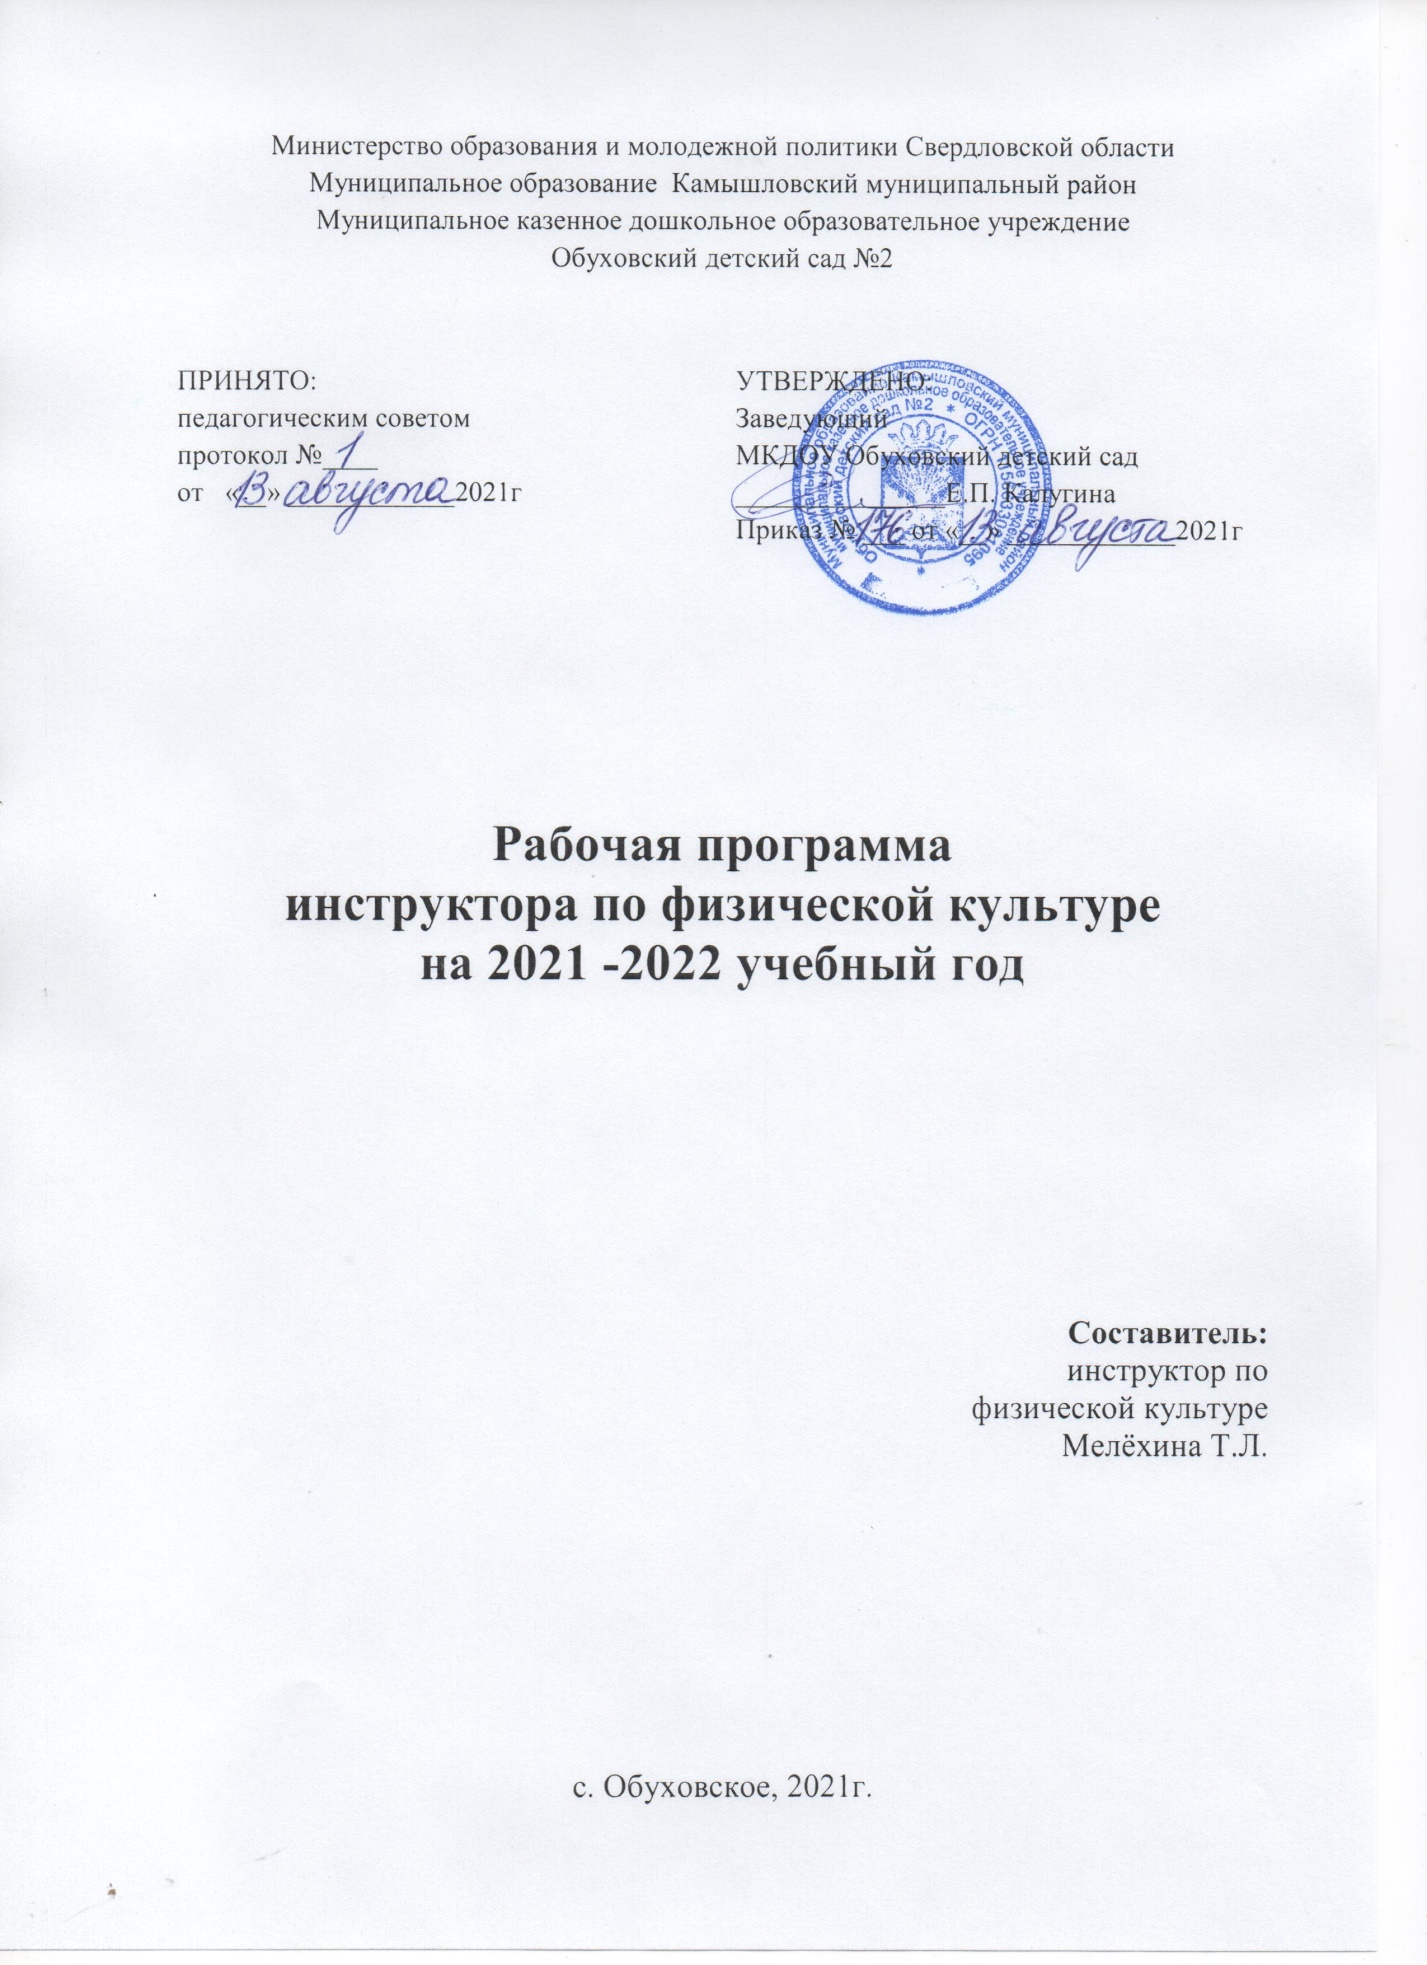 Министерство образования и молодежной политики Свердловской области
Муниципальное образование Камышловский муниципальный район
Муниципальное казенное дошкольное образовательное учреждение
Обуховский детский сад №2
ПРИНЯТО:
педагогическим советом
протокол № 1
от «13» августа 2021г
УТВЕРЖДЕНО:
Заведующий
МКДОУ Обуховский детский сад
Е.П. Калугина
Приказ № 176 от «13» августа 2021г
Рабочая программа
инструктора по физической культуре
на 2021 -2022 учебный год
Составитель:
инструктор по
физической культуре
Мелёхина Т.Л.
с. Обуховское, 2021г.